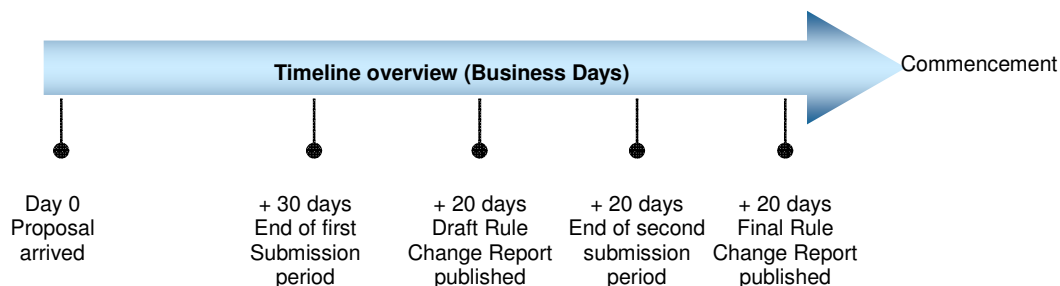 Timeline overview (Business Days)
Commencement
Day 0
Proposal
arrived
+ 30 days
End of first
Submission
period
+ 20 days
Draft Rule
Change Report
published
+ 20 days
End of second
submission
period
+ 20 days
Final Rule
Change Report
published